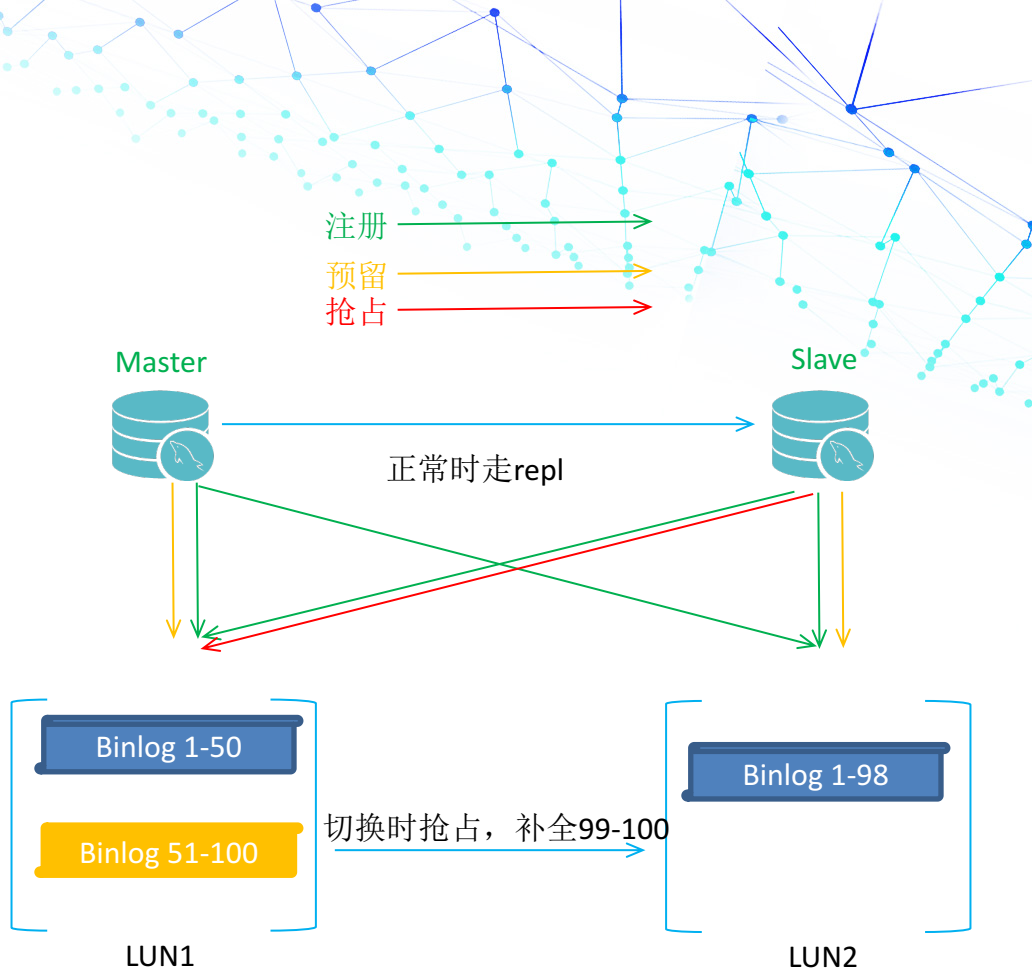 注册
预留
抢占
Master
Slave
正常时走repl
Binlog 1-50
Binlog 1-98
切换时抢占，补全99-100
Binlog 51-100
LUN1
LUN2